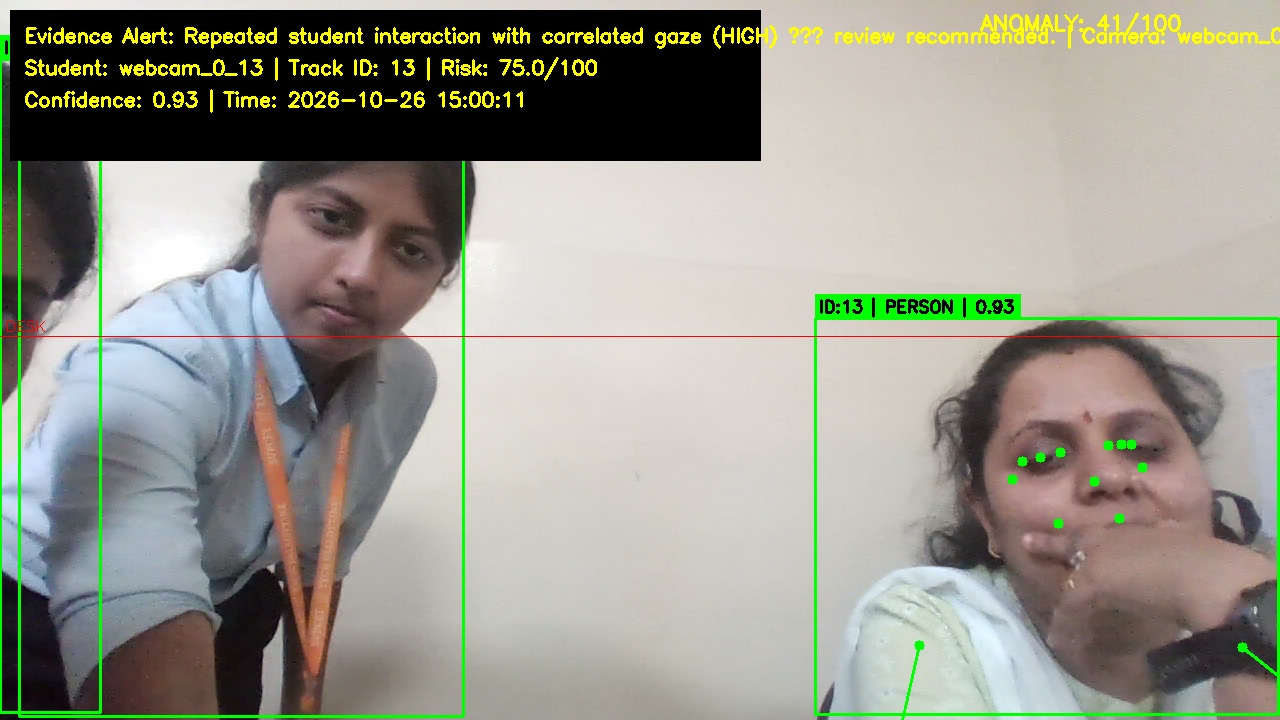 Evidence Alert: Repeated student interaction with correlated gaze (HIGH) ??? review recommended. | Camera: webcam_0
ANOMALY: 41/100
Student: webcam_0_13 | Track ID: 13 | Risk: 75.0/100
Confidence: 0.93 | Time: 2026-10-26 15:00:11
ID:13 | PERSON | 0.93
DESK